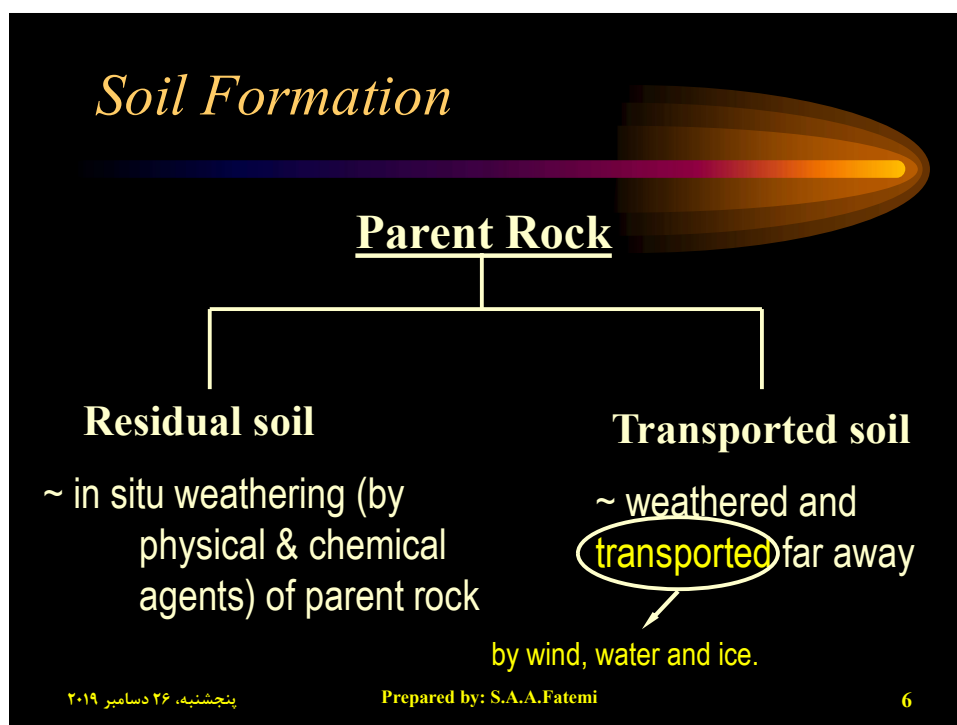 Soil Formation
Parent Rock
Residual soil
~ in situ weathering (by
physical & chemical
agents) of parent rock
Transported soil
~ weathered and
transported far away
by wind, water and ice.
پنجشنبه، ۲۶ دسامبر ۲۰۱۹
Prepared by: S.A.A.Fatemi
6